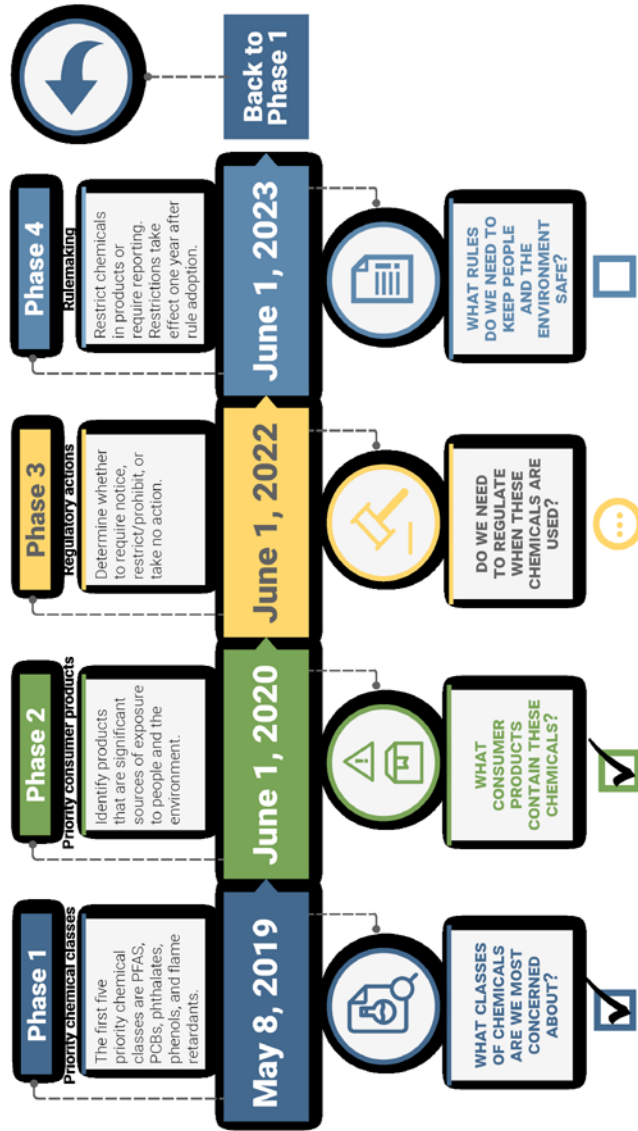 Phase 1
Priority chemical classes
The first five
priority chemical
classes are PFAS,
PCBs, phthalates,
phenols, and flame
retardants.
May 8, 2019
WHAT CLASSES
OF CHEMICALS
ARE WE MOST
CONCERNED
ABOUT?
Phase 2
Priority consumer products
Identify products
that are significant
sources of exposure
to people and the
environment.
June 1, 2020
WHAT
CONSUMER
PRODUCTS
CONTAIN THESE
CHEMICALS?
Phase 3
Regulatory actions
Determine whether
to require notice,
restrict/prohibit, or
take no action.
June 1, 2022
DO WE NEED
TO REGULATE
WHEN THESE
CHEMICALS ARE
USED?
Phase 4
Rulemaking
Restrict chemicals
in products or
require reporting.
Restrictions take
effect one year after
rule adoption.
June 1, 2023
WHAT RULES
DO WE NEED TO
KEEP PEOPLE
AND THE
ENVIRONMENT
SAFE?
Back to
Phase 1